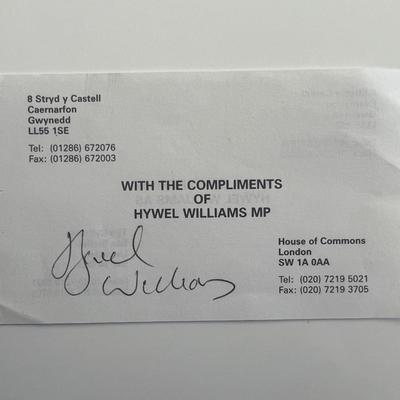 8 Stryd y Castell
Caernarfon
Gwynedd
LL55 1SE
Tel: (01286) 672076
Fax: (01286) 672003
WITH THE COMPLIMENTS
OF
HYWEL WILLIAMS MP
Hywel
Williams
House of Commons
London
SW 1A 0AA
Tel: (020) 7219 5021
Fax: (020) 7219 3705